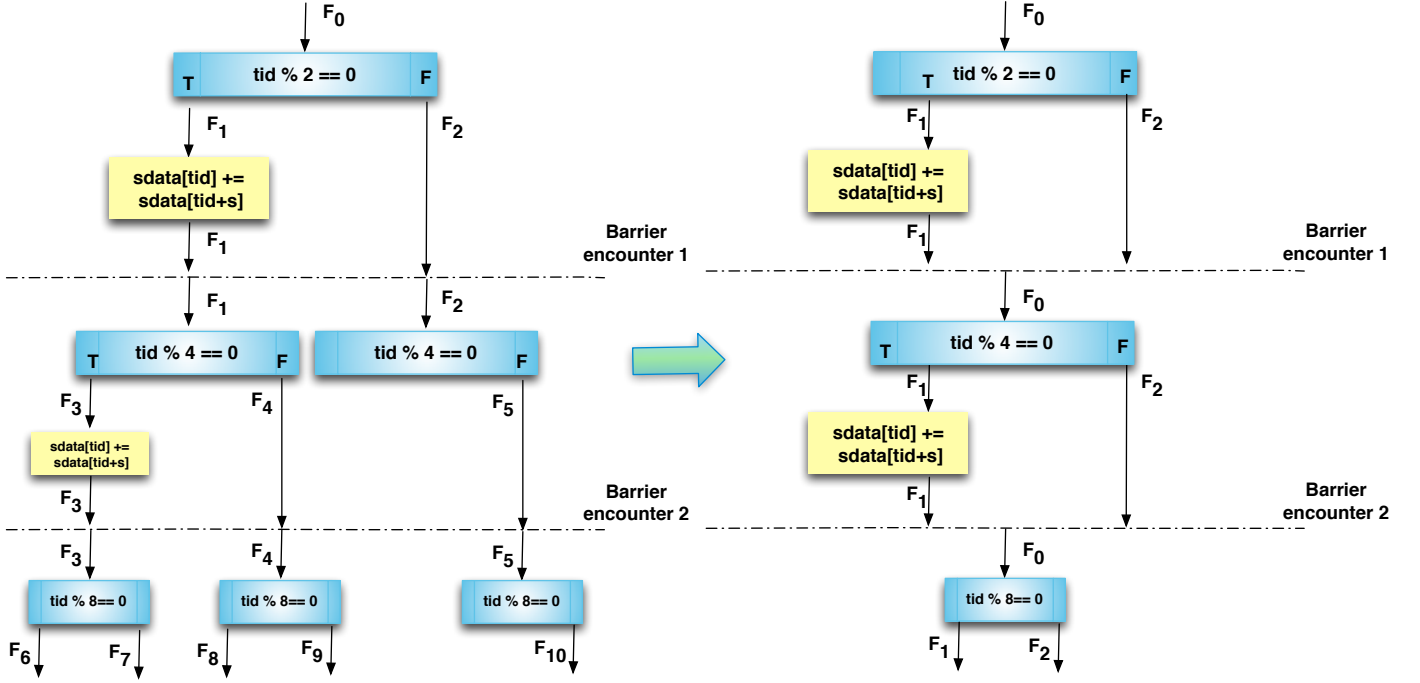 F0
tid % 2 == 0
T
F
F1
F2
sdata[tid] +=
sdata[tid+s]
F1
Barrier
encounter 1
F1
F2
tid % 4 == 0
T
F
tid % 4 == 0
F
F3
F4
F5
sdata[tid] +=
sdata[tid+s]
F3
Barrier
encounter 2
F3
F4
F5
tid % 8== 0
tid % 8== 0
tid % 8== 0
F6
F7
F8
F9
F10
F0
tid % 2 == 0
T
F
F1
F2
sdata[tid] +=
sdata[tid+s]
F1
Barrier
encounter 1
F0
tid % 4 == 0
T
F
F1
F2
sdata[tid] +=
sdata[tid+s]
F1
Barrier
encounter 2
F0
tid % 8== 0
F1
F2